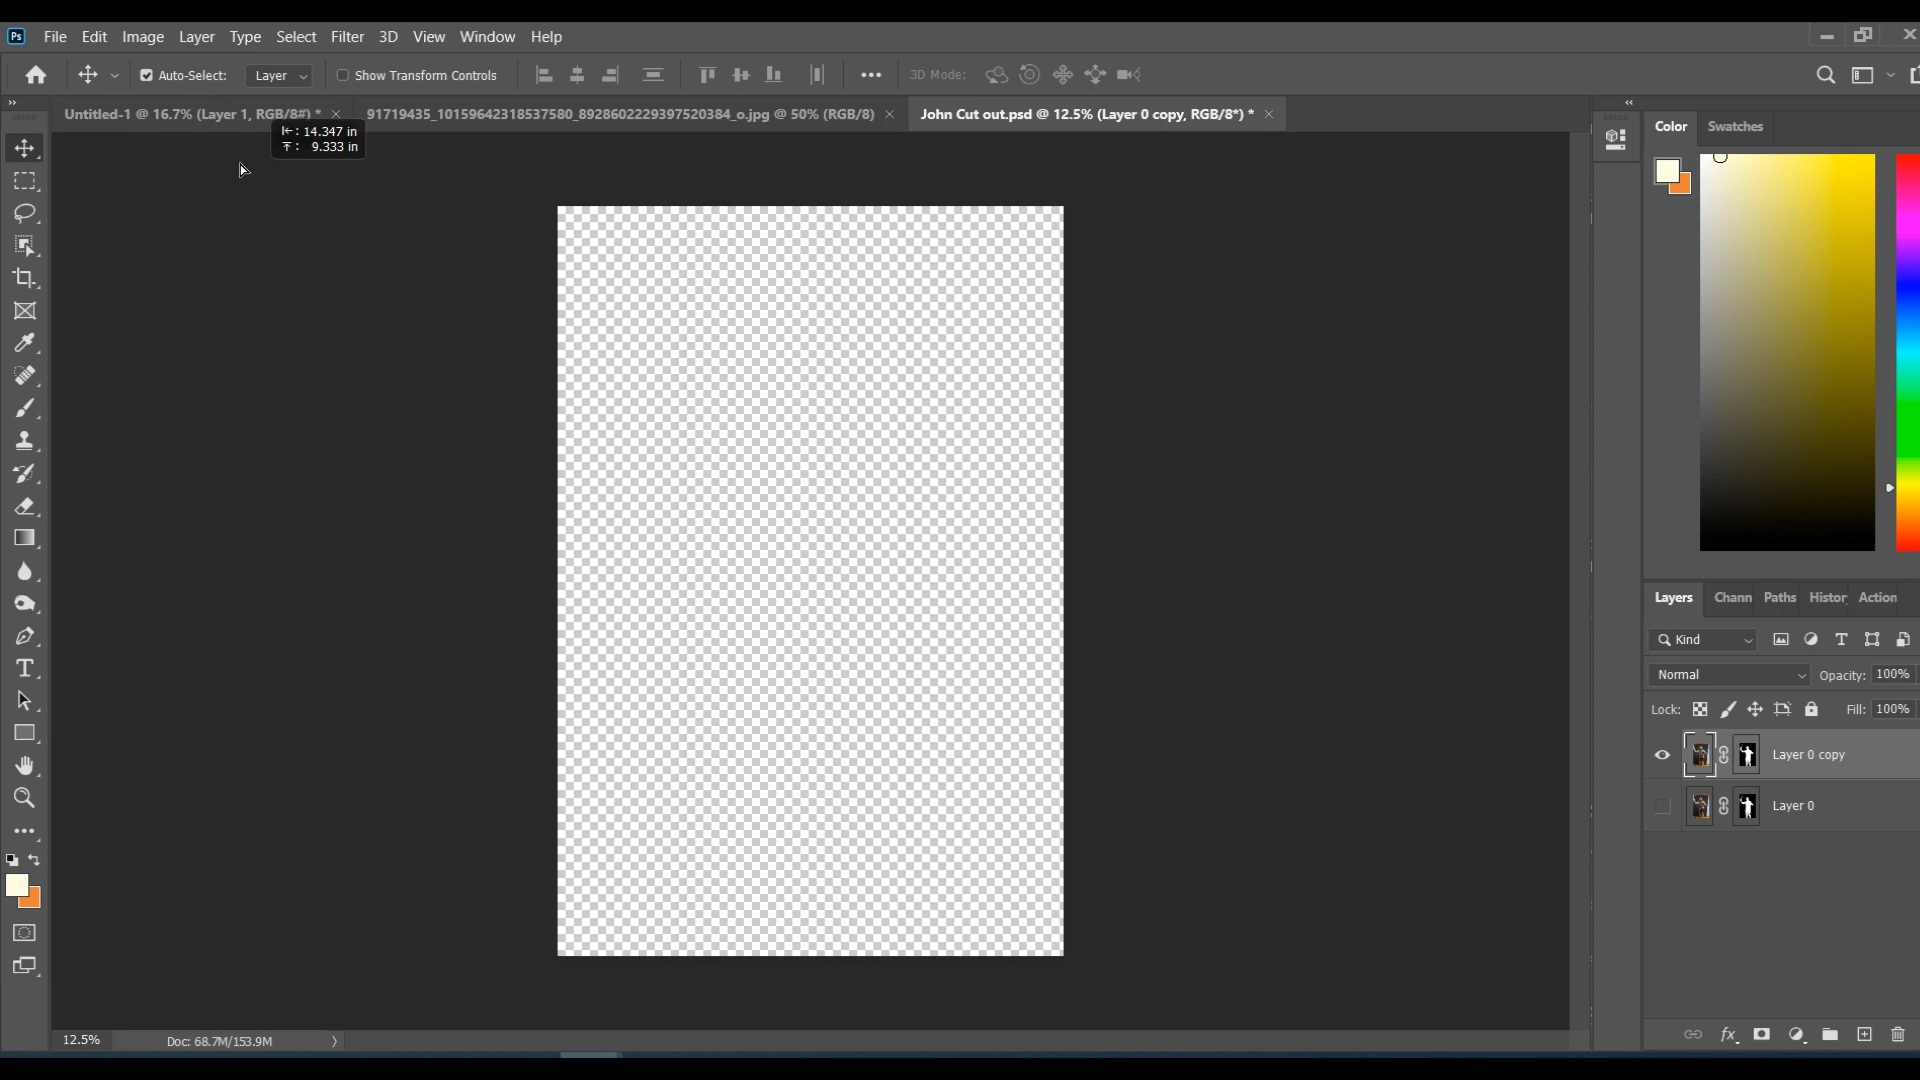 Ps File Edit Image Layer Type Select Filter 3D View Window Help
Auto-Select: Layer Show Transform Controls 3D Mode:
Untitled-1 @ 16.7% (Layer 1, RGB/8#) * 91719435_10159642318537580_8928602229397520384_o.jpg @ 50% (RGB/8) John Cut out.psd @ 12.5% (Layer 0 copy, RGB/8*) *
: 14.347 in
: 9.333 in
Color Swatches
Layers Chann Paths Histor Action
Kind
Normal Opacity: 100%
Lock: Fill: 100%
Layer 0 copy
Layer 0
12.5% Doc: 68.7M/153.9M